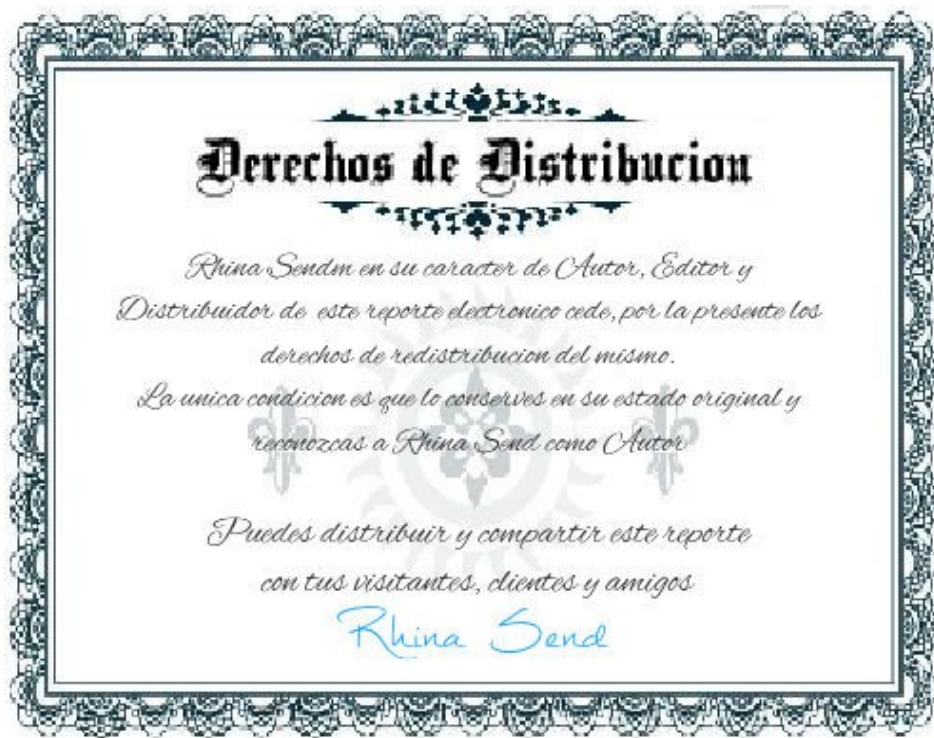 Derechos de Distribucion
Rhina Sendm en su caracter de Autor, Editor y
Distribuidor de este reporte electronico cede, por la presente los
derechos de redistribucion del mismo.
La unica condicion es que lo conserves en su estado original y
reconozcas a Rhina Send como Autor
Puedes distribuir y compartir este reporte
con tus visitantes, clientes y amigos
Rhina Send